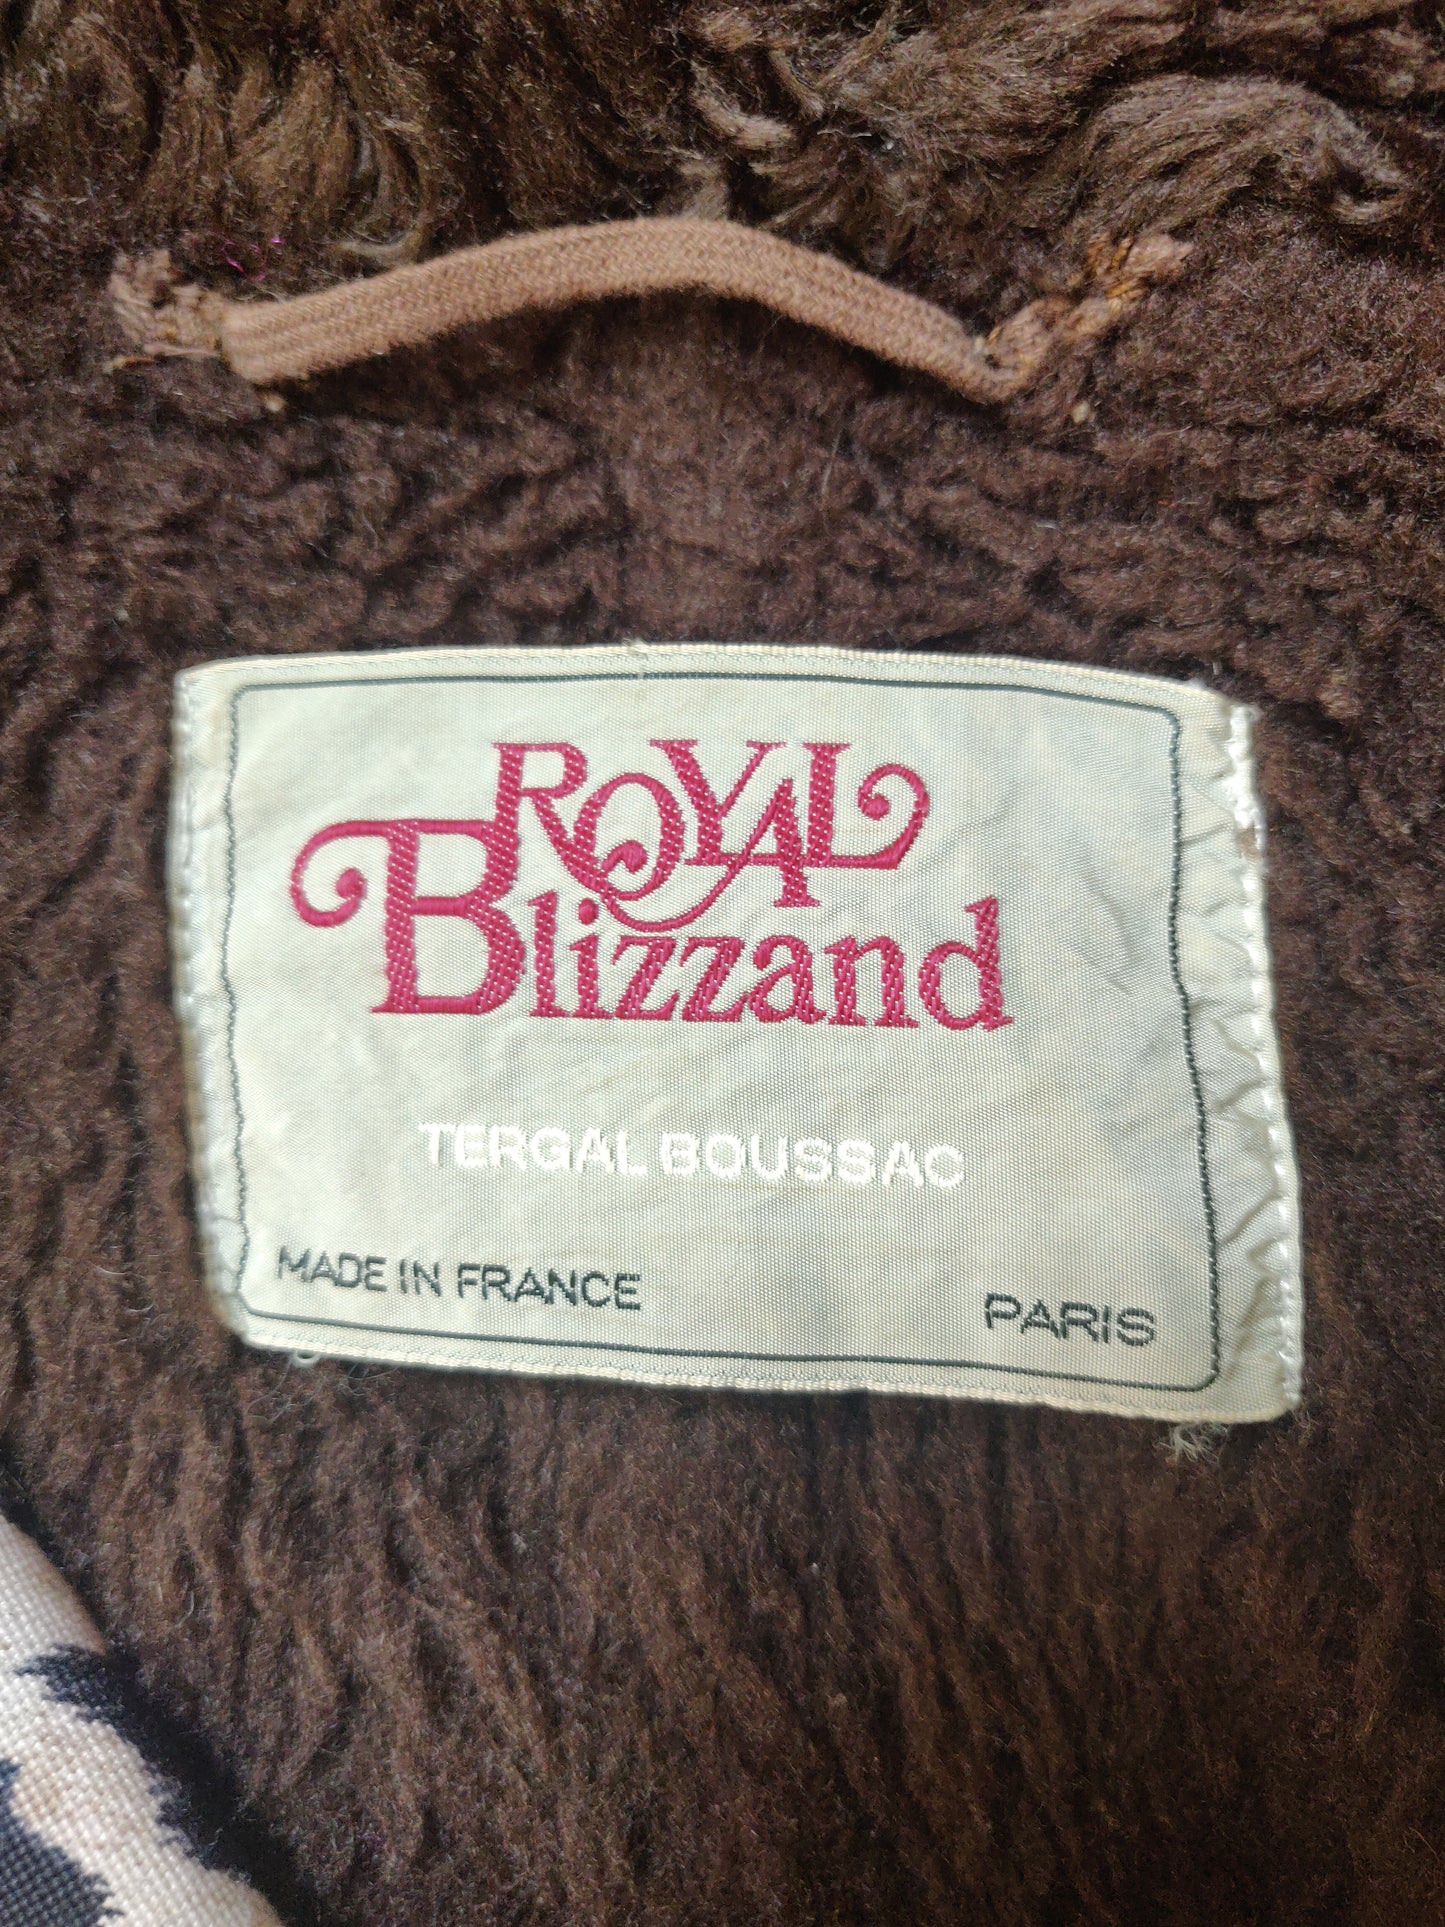 ROYAL
Blizzand
TERGAL BOUSSAC
MADE IN FRANCE
PARIS